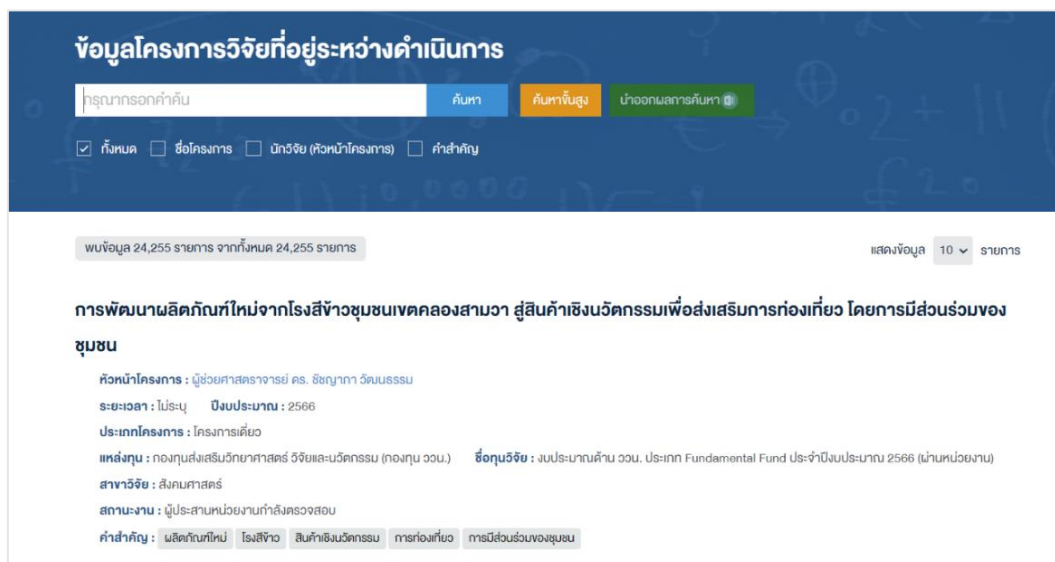 ข้อมูลโครงการวิจัยที่อยู่ระหว่างดำเนินการ
กรุณากรอกคำค้น ค้นหา ค้นหาขั้นสูง นำออกผลการค้นหา
ทั้งหมด ชื่อโครงการ นักวิจัย (หัวหน้าโครงการ) คำสำคัญ
พบข้อมูล 24,255 รายการ จากทั้งหมด 24,255 รายการ แสดงข้อมูล 10 รายการ
การพัฒนาผลิตภัณฑ์ใหม่จากโรงสีข้าวชุมชนเขตคลองสามวา สู่สินค้าเชิงนวัตกรรมเพื่อส่งเสริมการท่องเที่ยว โดยการมีส่วนร่วมของ
ชุมชน
หัวหน้าโครงการ : ผู้ช่วยศาสตราจารย์ ดร. ชิชญาภา วัฒนธรรม
ระยะเวลา : ไม่ระบุ ปีงบประมาณ : 2566
ประเภทโครงการ : โครงการเดี่ยว
แหล่งทุน : กองทุนส่งเสริมวิทยาศาสตร์ วิจัยและนวัตกรรม (กองทุน ววน.) ชื่อทุนวิจัย : งบประมาณด้าน ววน. ประเภท Fundamental Fund ประจำปีงบประมาณ 2566 (ผ่านหน่วยงาน)
สาขาวิจัย : สังคมศาสตร์
สถานะงาน : ผู้ประสานหน่วยงานกำลังตรวจสอบ
คำสำคัญ : ผลิตภัณฑ์ใหม่ โรงสีข้าว สินค้าเชิงนวัตกรรม การท่องเที่ยว การมีส่วนร่วมของชุมชน